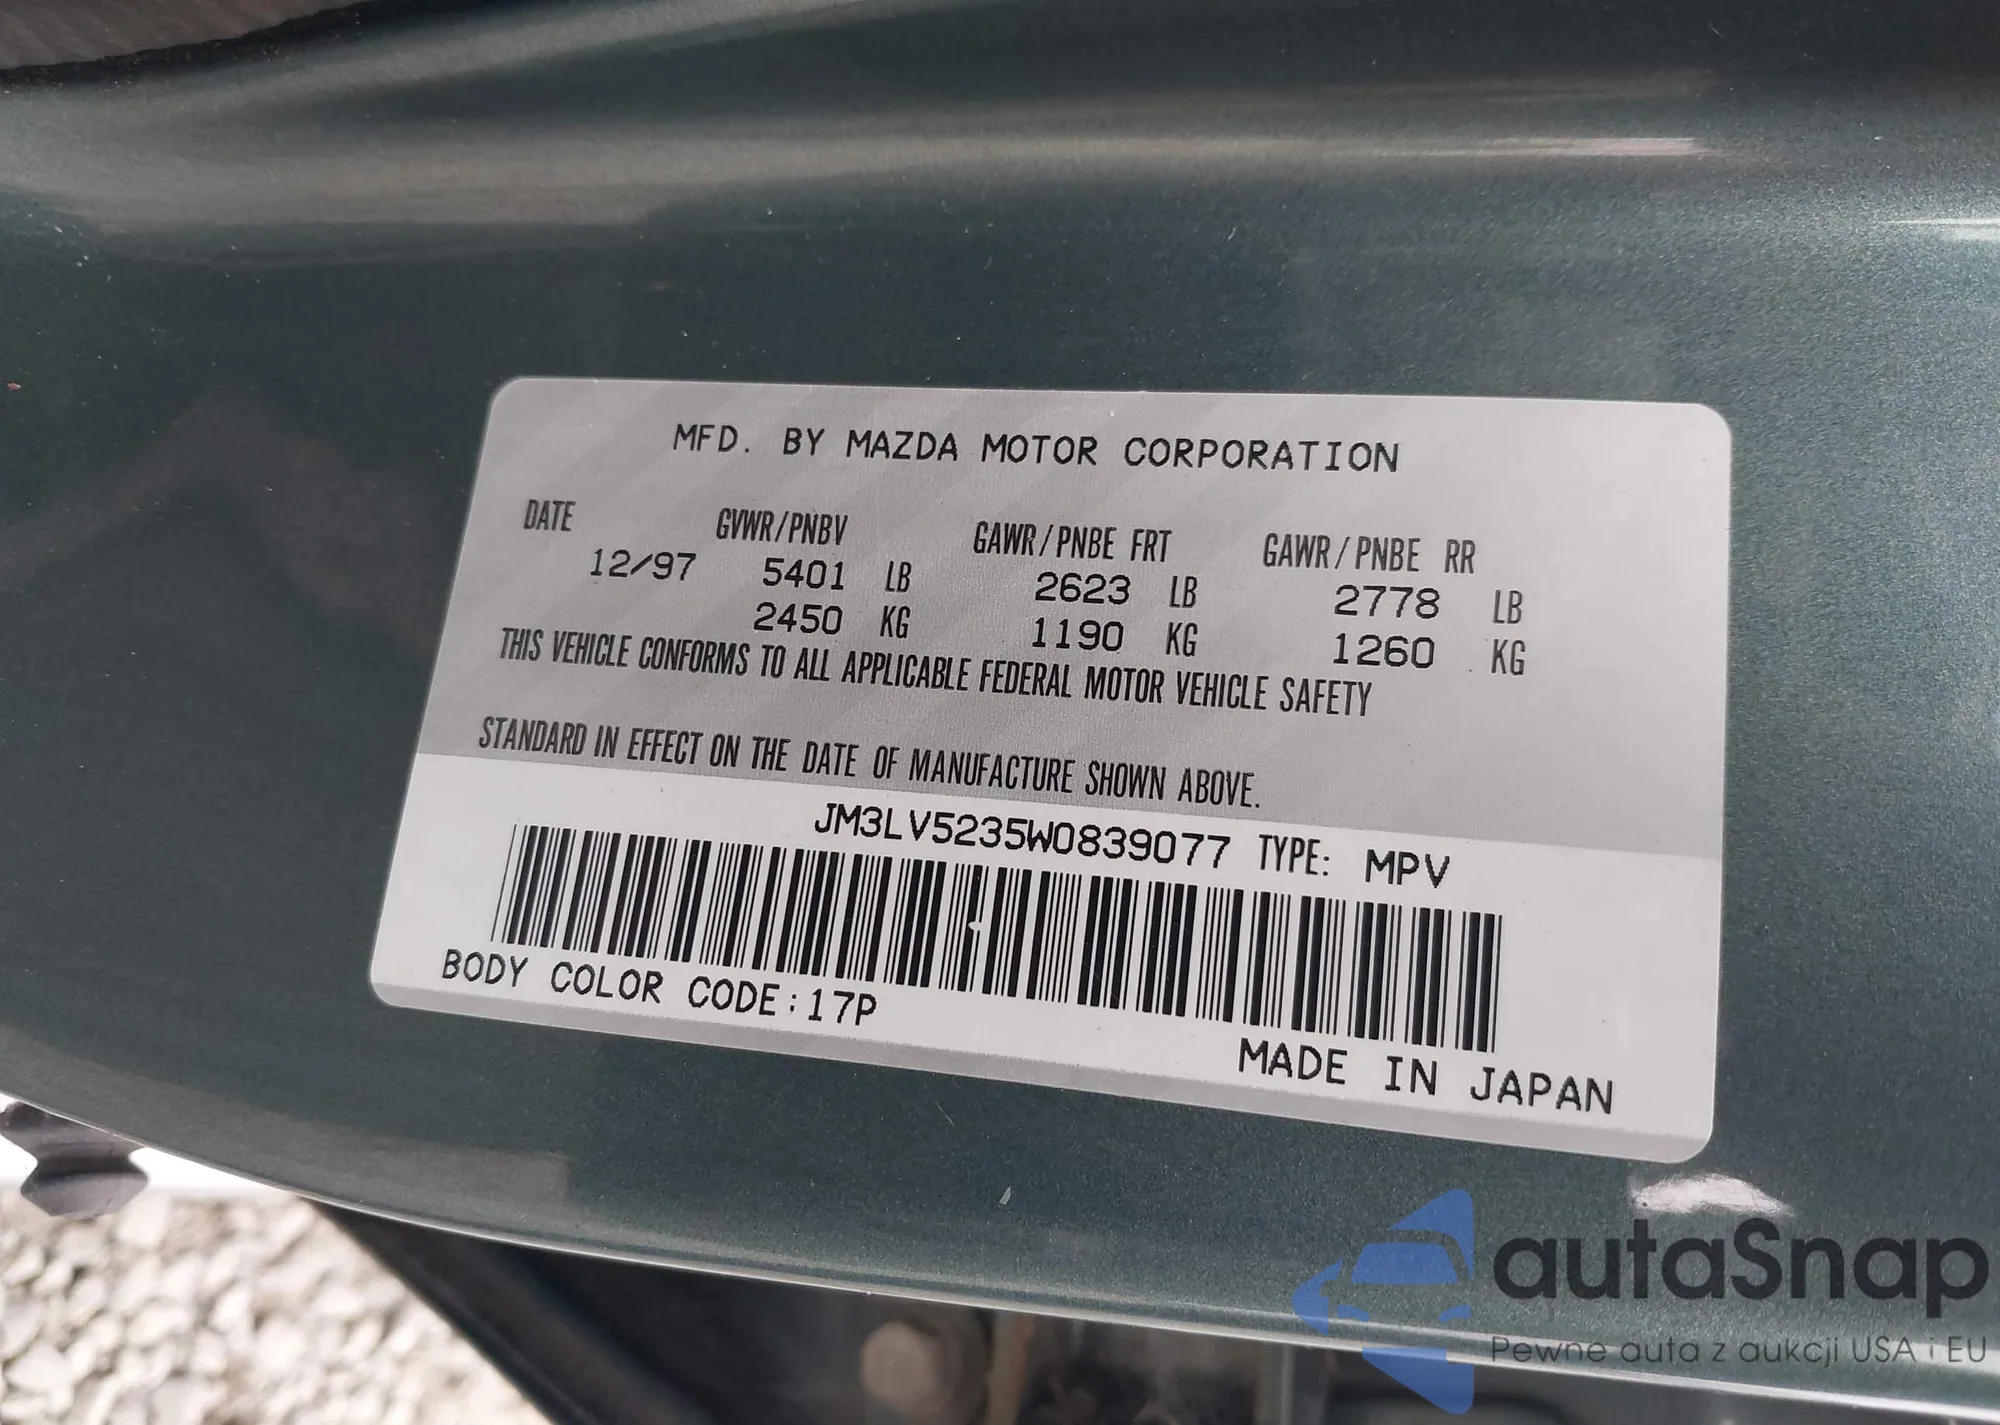 MFD. BY MAZDA MOTOR CORPORATION
DATE GVWR/PNBV GAWR/PNBE FRT GAWR/PNBE RR
12/97 5401 LB 2623 LB 2778 LB
2450 KG 1190 KG 1260 KG
THIS VEHICLE CONFORMS TO ALL APPLICABLE FEDERAL MOTOR VEHICLE SAFETY
STANDARD IN EFFECT ON THE DATE OF MANUFACTURE SHOWN ABOVE.
JM3LV5235W0839077 TYPE: MPV
BODY COLOR CODE:17P
MADE IN JAPAN
autaSnap
Pewne auta z aukcji USA i EU